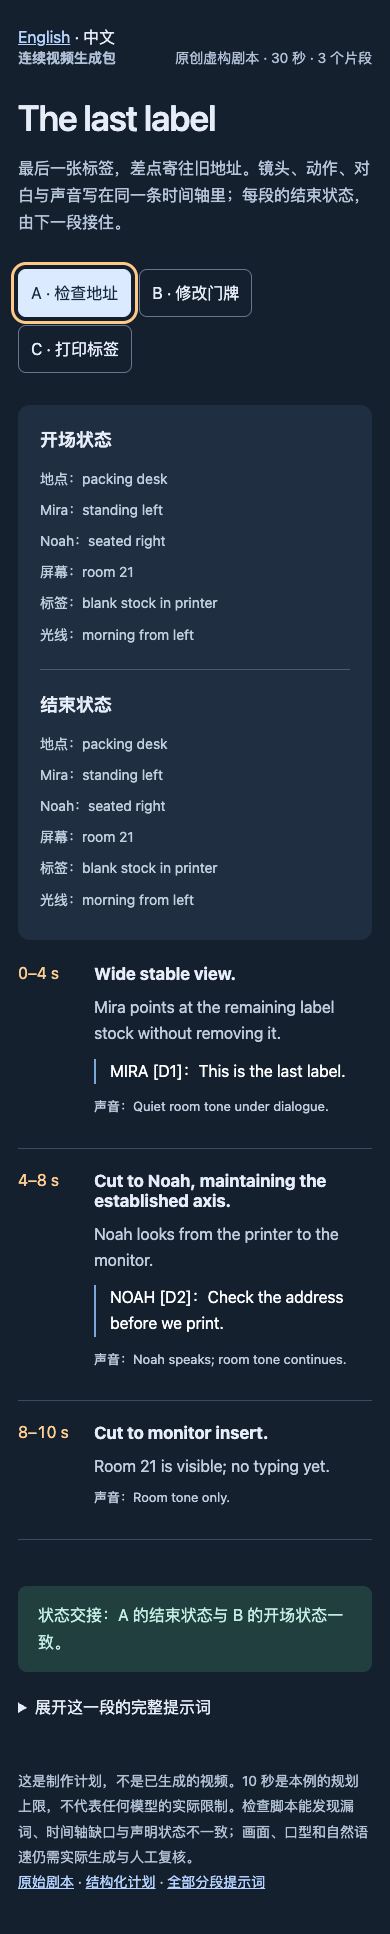 English · 中文
连续视频生成包
原创虚构剧本 · 30 秒 · 3 个片段
The last label
最后一张标签，差点寄往旧地址。镜头、动作、对
白与声音写在同一条时间轴里；每段的结束状态，
由下一段接住。
A · 检查地址
B · 修改门牌
C · 打印标签
开场状态
地点：packing desk
Mira：standing left
Noah：seated right
屏幕：room 21
标签：blank stock in printer
光线：morning from left
结束状态
地点：packing desk
Mira：standing left
Noah：seated right
屏幕：room 21
标签：blank stock in printer
光线：morning from left
0–4 s
Wide stable view.
Mira points at the remaining label
stock without removing it.
MIRA [D1]：This is the last label.
声音：Quiet room tone under dialogue.
4–8 s
Cut to Noah, maintaining the
established axis.
Noah looks from the printer to the
monitor.
NOAH [D2]：Check the address
before we print.
声音：Noah speaks; room tone continues.
8–10 s
Cut to monitor insert.
Room 21 is visible; no typing yet.
声音：Room tone only.
状态交接：A 的结束状态与 B 的开场状态一
致。
展开这一段的完整提示词
这是制作计划，不是已生成的视频。10 秒是本例的规划
上限，不代表任何模型的实际限制。检查脚本能发现漏
词、时间轴缺口与声明状态不一致；画面、口型和自然语
速仍需实际生成与人工复核。
原始剧本 · 结构化计划 · 全部分段提示词